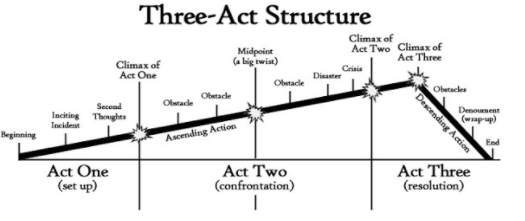 Three-Act Structure
Beginning
Inciting
Incident
Second
Thoughts
Climax of
Act One
Obstacle
Obstacle
Ascending Action
Midpoint
(a big twist)
Obstacle
Disaster
Crisis
Climax of
Act Two
Climax of
Act Three
Obstacles
Descending Action
Denoument
(wrap-up)
End
Act One
(set up)
Act Two
(confrontation)
Act Three
(resolution)